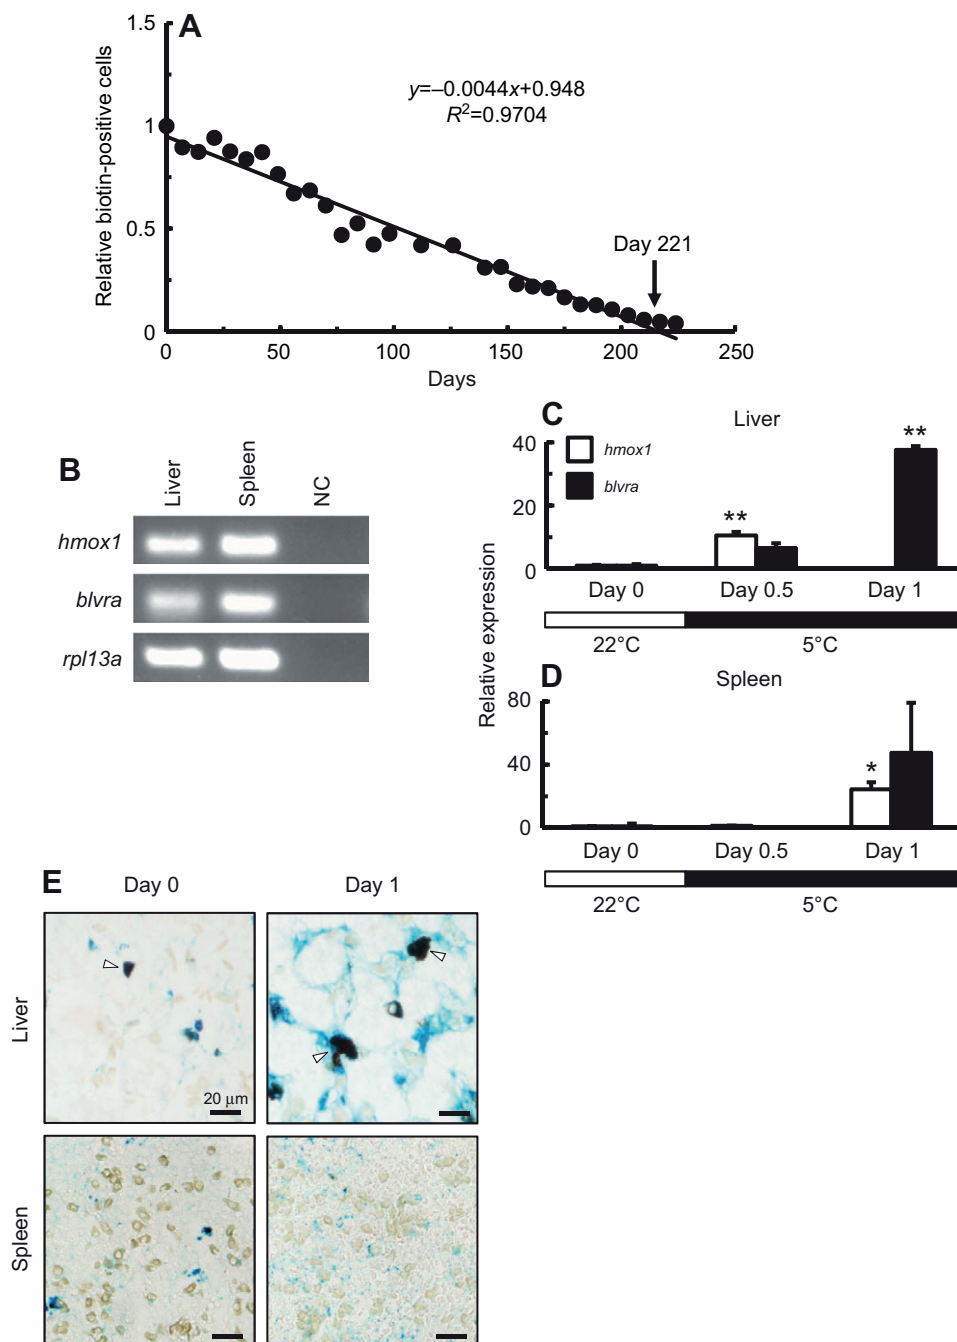 A
1.5
1
0.5
0
Relative biotin-positive cells
y=–0.0044x+0.948
R²=0.9704
Day 221
0 50 100 150 200 250
Days
B
Liver Spleen NC
hmox1
blvra
rpl13a
C
Liver
hmox1
blvra
40
20
0
**
**
Day 0 Day 0.5 Day 1
22°C 5°C
Relative expression
D
Spleen
80
40
0
*
Day 0 Day 0.5 Day 1
22°C 5°C
E
Day 0 Day 1
Liver
20 µm
Spleen